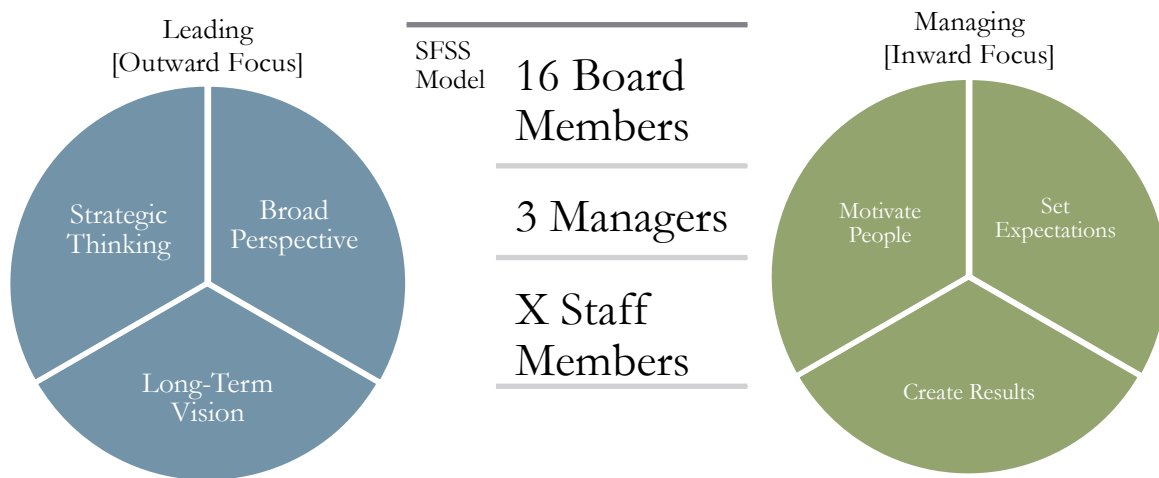 Leading
[Outward Focus]
Strategic
Thinking
Broad
Perspective
Long-Term
Vision
SFSS
Model
16 Board
Members
3 Managers
X Staff
Members
Managing
[Inward Focus]
Motivate
People
Set
Expectations
Create Results